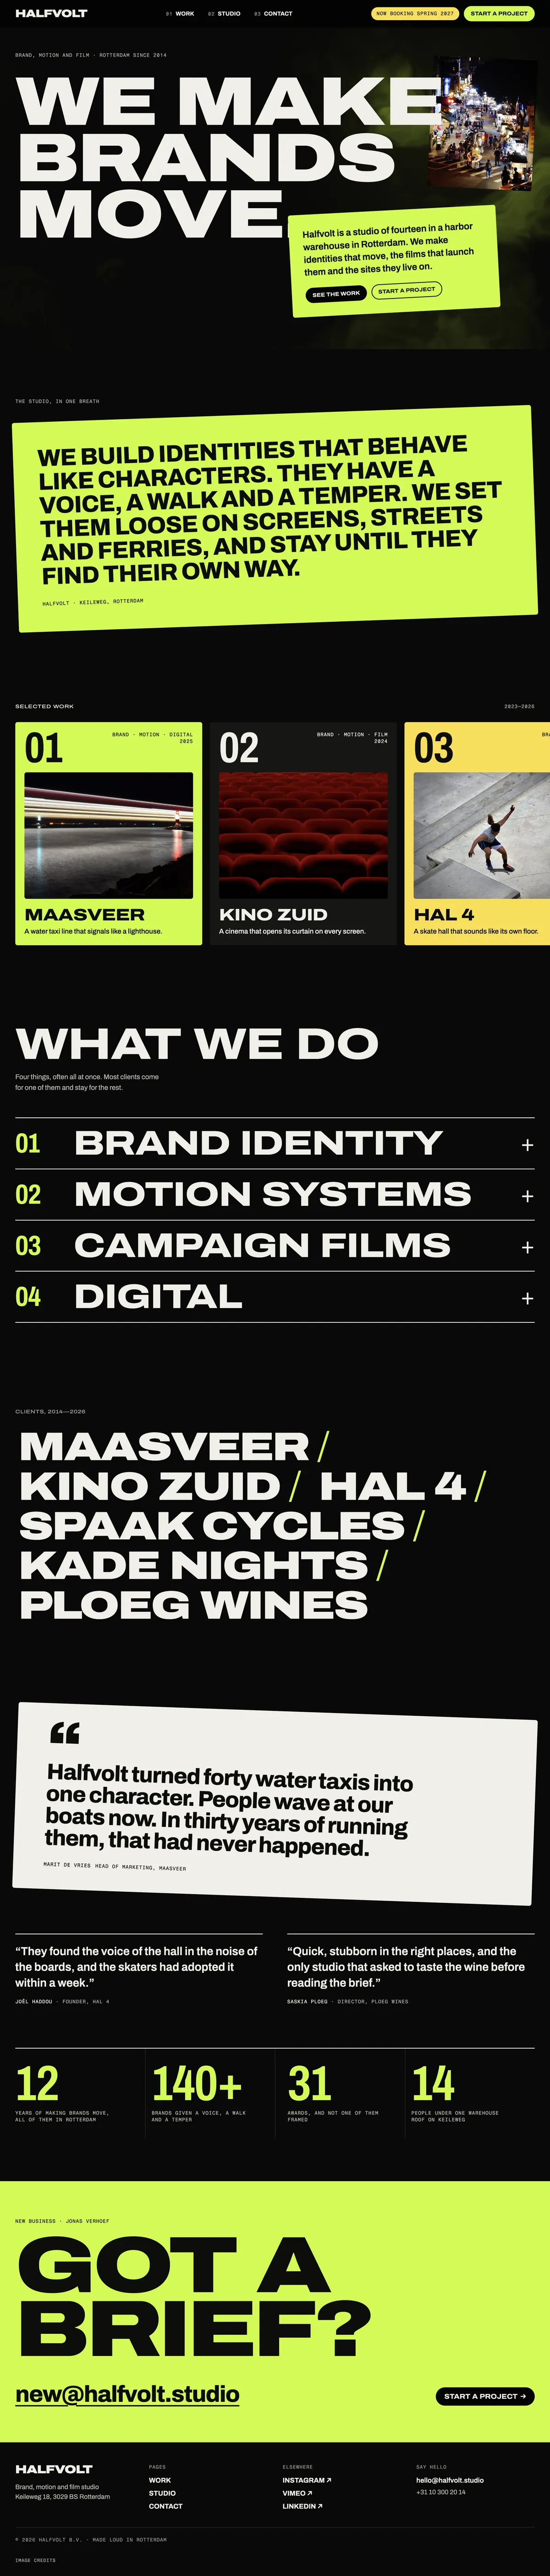 HALFVOLT
01 WORK
02 STUDIO
03 CONTACT
NOW BOOKING SPRING 2027
START A PROJECT
BRAND, MOTION AND FILM · ROTTERDAM SINCE 2014
WE MAKE
BRANDS
MOVE.
Halfvolt is a studio of fourteen in a harbor
warehouse in Rotterdam. We make
identities that move, the films that launch
them and the sites they live on.
SEE THE WORK
START A PROJECT
THE STUDIO, IN ONE BREATH
WE BUILD IDENTITIES THAT BEHAVE
LIKE CHARACTERS. THEY HAVE A
VOICE, A WALK AND A TEMPER. WE SET
THEM LOOSE ON SCREENS, STREETS
AND FERRIES, AND STAY UNTIL THEY
FIND THEIR OWN WAY.
HALFVOLT · KEILEWEG, ROTTERDAM
SELECTED WORK
2023—2026
01
BRAND · MOTION · DIGITAL
2025
MAASVEER
A water taxi line that signals like a lighthouse.
02
BRAND · MOTION · FILM
2024
KINO ZUID
A cinema that opens its curtain on every screen.
03
HAL 4
A skate hall that sounds like its own floor.
WHAT WE DO
Four things, often all at once. Most clients come
for one of them and stay for the rest.
01 BRAND IDENTITY +
02 MOTION SYSTEMS +
03 CAMPAIGN FILMS +
04 DIGITAL +
CLIENTS, 2014—2026
MAASVEER /
KINO ZUID / HAL 4 /
SPAAK CYCLES /
KADE NIGHTS /
PLOEG WINES
“
Halfvolt turned forty water taxis into
one character. People wave at our
boats now. In thirty years of running
them, that had never happened.
MARIT DE VRIES HEAD OF MARKETING, MAASVEER
“They found the voice of the hall in the noise of
the boards, and the skaters had adopted it
within a week.”
JOËL HADDOU · FOUNDER, HAL 4
“Quick, stubborn in the right places, and the
only studio that asked to taste the wine before
reading the brief.”
SASKIA PLOEG · DIRECTOR, PLOEG WINES
12
YEARS OF MAKING BRANDS MOVE,
ALL OF THEM IN ROTTERDAM
140+
BRANDS GIVEN A VOICE, A WALK
AND A TEMPER
31
AWARDS, AND NOT ONE OF THEM
FRAMED
14
PEOPLE UNDER ONE WAREHOUSE
ROOF ON KEILEWEG
NEW BUSINESS · JONAS VERHOEF
GOT A
BRIEF?
new@halfvolt.studio
START A PROJECT →
HALFVOLT
Brand, motion and film studio
Keileweg 18, 3029 BS Rotterdam
PAGES
WORK
STUDIO
CONTACT
ELSEWHERE
INSTAGRAM ↗
VIMEO ↗
LINKEDIN ↗
SAY HELLO
hello@halfvolt.studio
+31 10 300 20 14
© 2026 HALFVOLT B.V. · MADE LOUD IN ROTTERDAM
IMAGE CREDITS